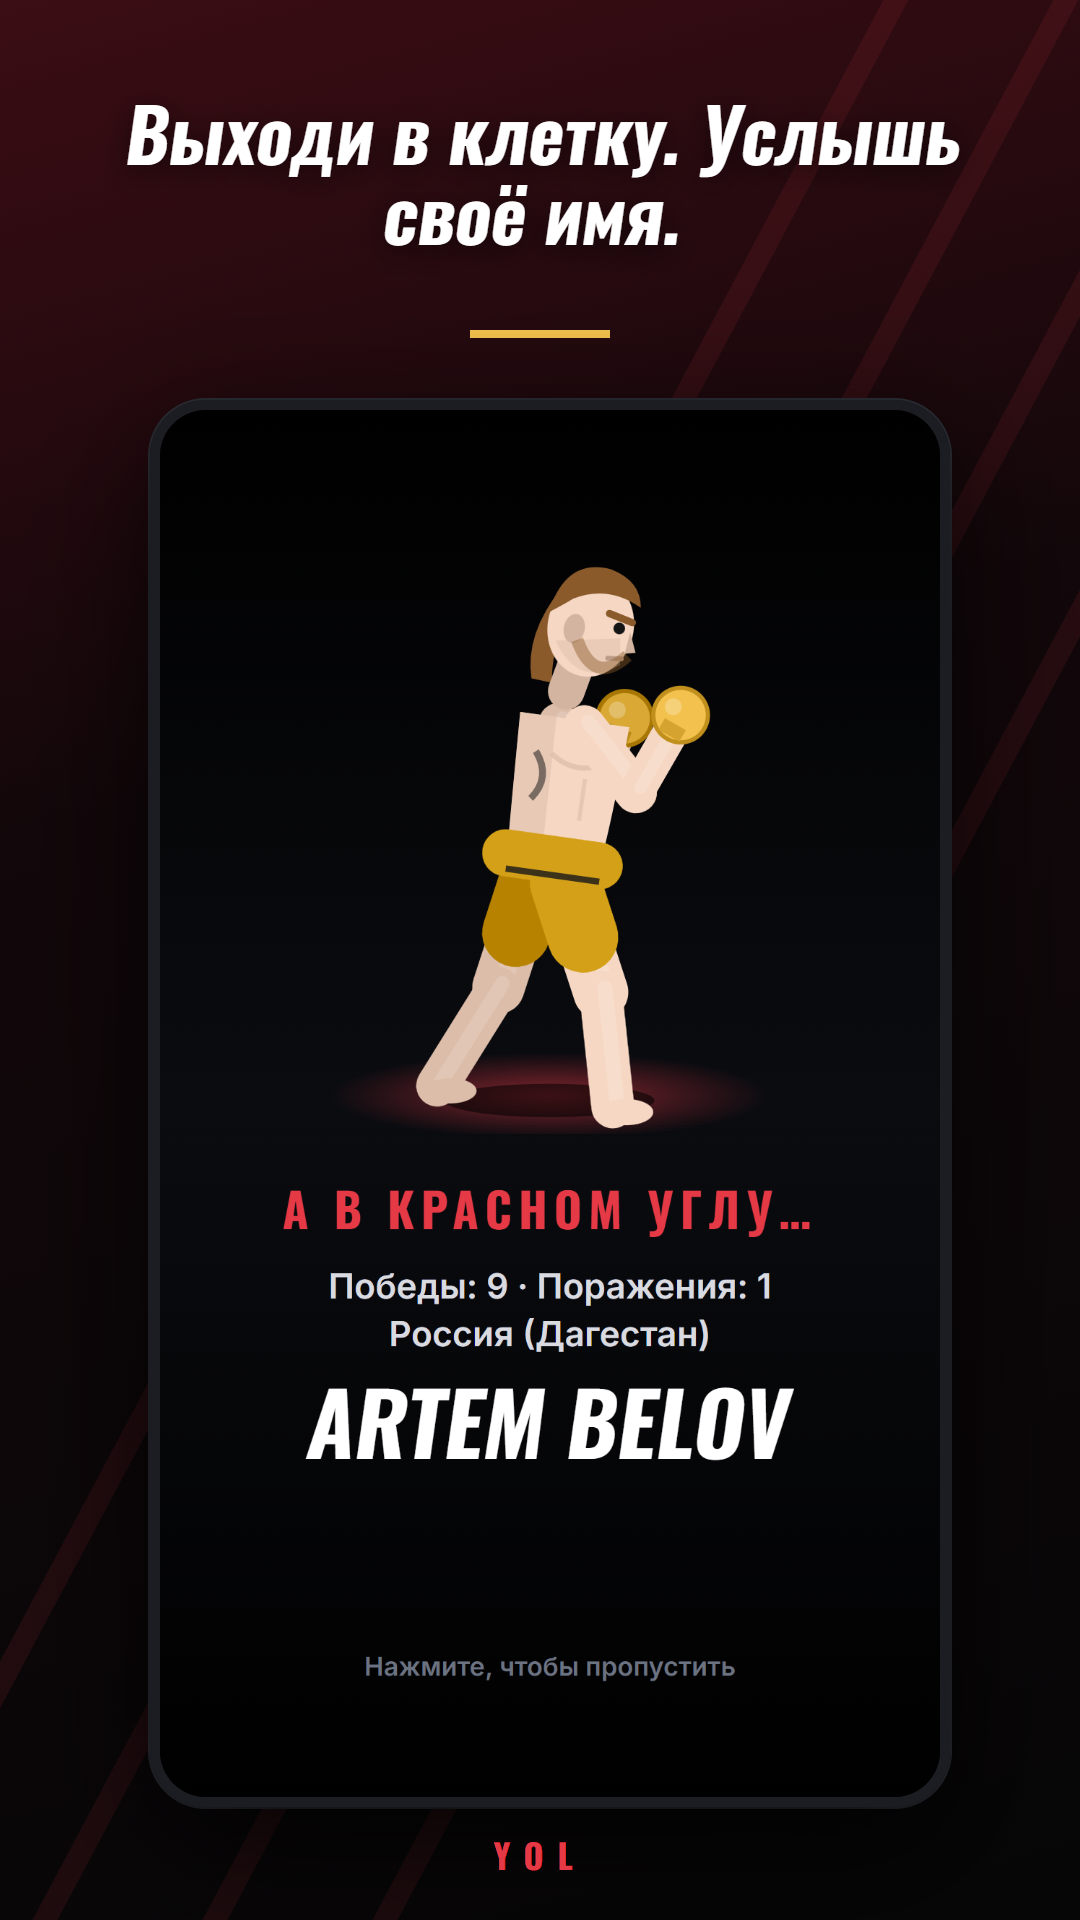 Выходи в клетку. Услышь
своё имя.
А В КРАСНОМ УГЛУ...
Победы: 9 · Поражения: 1
Россия (Дагестан)
ARTEM BELOV
Нажмите, чтобы пропустить
YOL